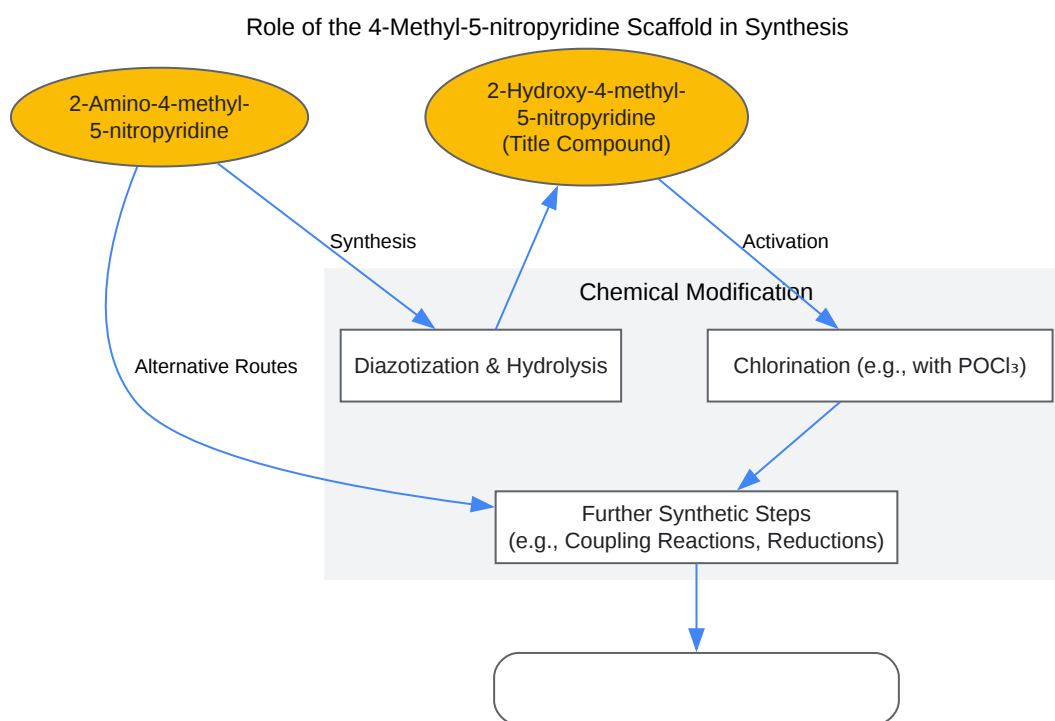 Role of the 4-Methyl-5-nitropyridine Scaffold in Synthesis
2-Amino-4-methyl-
5-nitropyridine
2-Hydroxy-4-methyl-
5-nitropyridine
(Title Compound)
Synthesis
Activation
Chemical Modification
Diazotization & Hydrolysis
Chlorination (e.g., with POCl₃)
Alternative Routes
Further Synthetic Steps
(e.g., Coupling Reactions, Reductions)